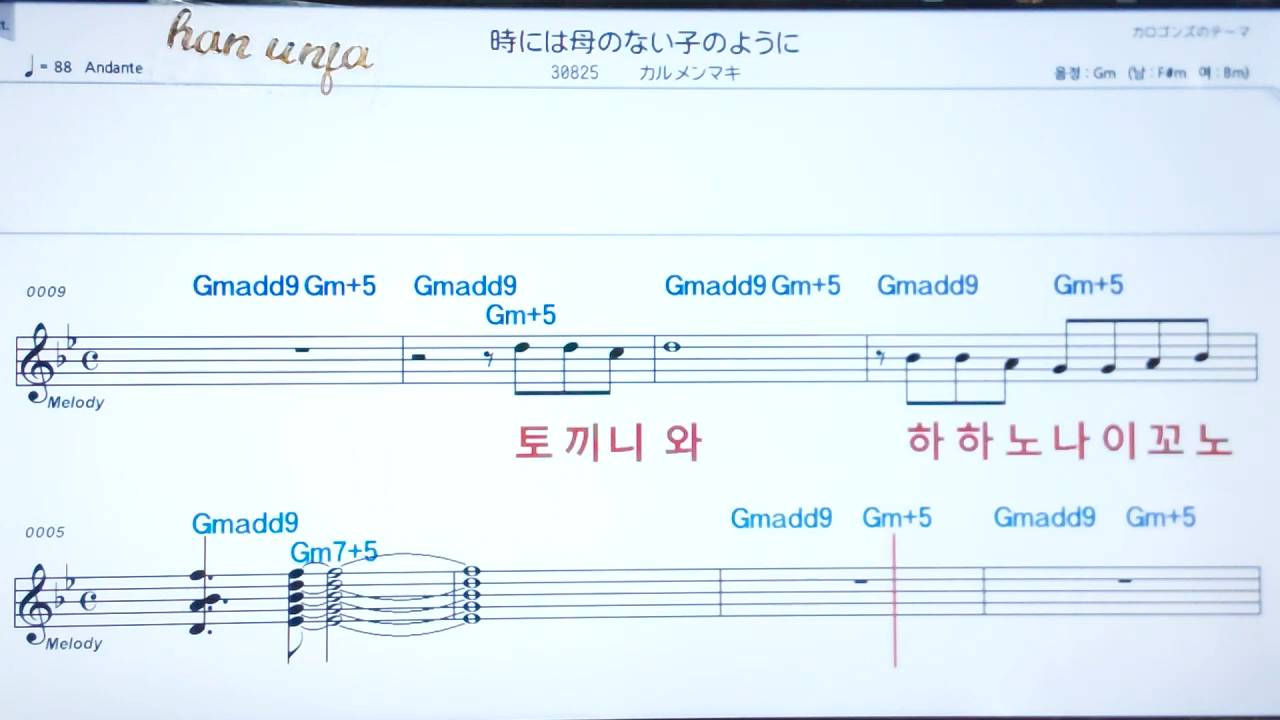 han unja
時には母のない子のように
カロゴンズのテーマ
♩= 88 Andante
30825 カルメンマキ
음정 : Gm (남 : F#m 여 : Bm)
0009
Gmadd9 Gm+5 Gmadd9 Gmadd9 Gm+5 Gmadd9 Gm+5
Gm+5
Melody
토 끼 니 와 하 하 노 나 이 꼬 노
0005
Gmadd9 Gmadd9 Gm+5 Gmadd9 Gm+5
Gm7+5
Melody